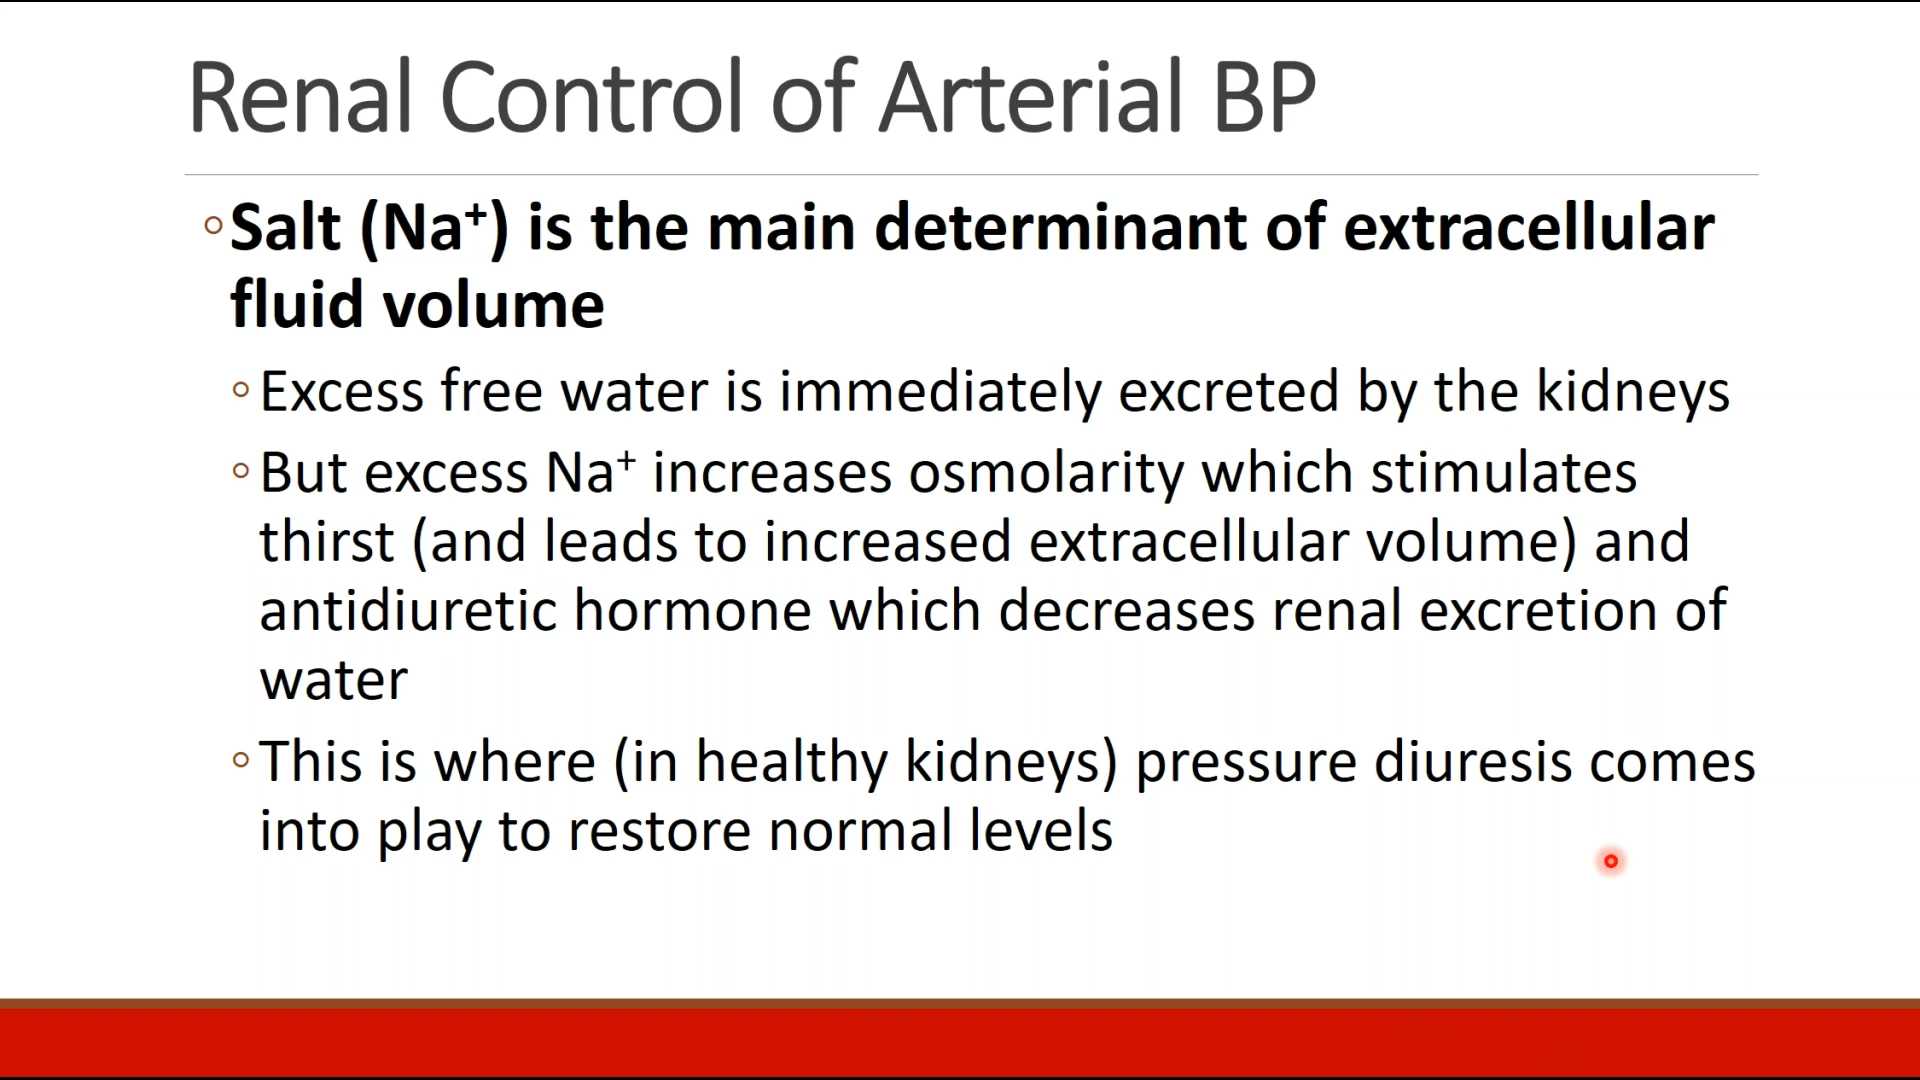 Renal Control of Arterial BP
◦Salt (Na⁺) is the main determinant of extracellular
fluid volume
◦Excess free water is immediately excreted by the kidneys
◦But excess Na⁺ increases osmolarity which stimulates
thirst (and leads to increased extracellular volume) and
antidiuretic hormone which decreases renal excretion of
water
◦This is where (in healthy kidneys) pressure diuresis comes
into play to restore normal levels